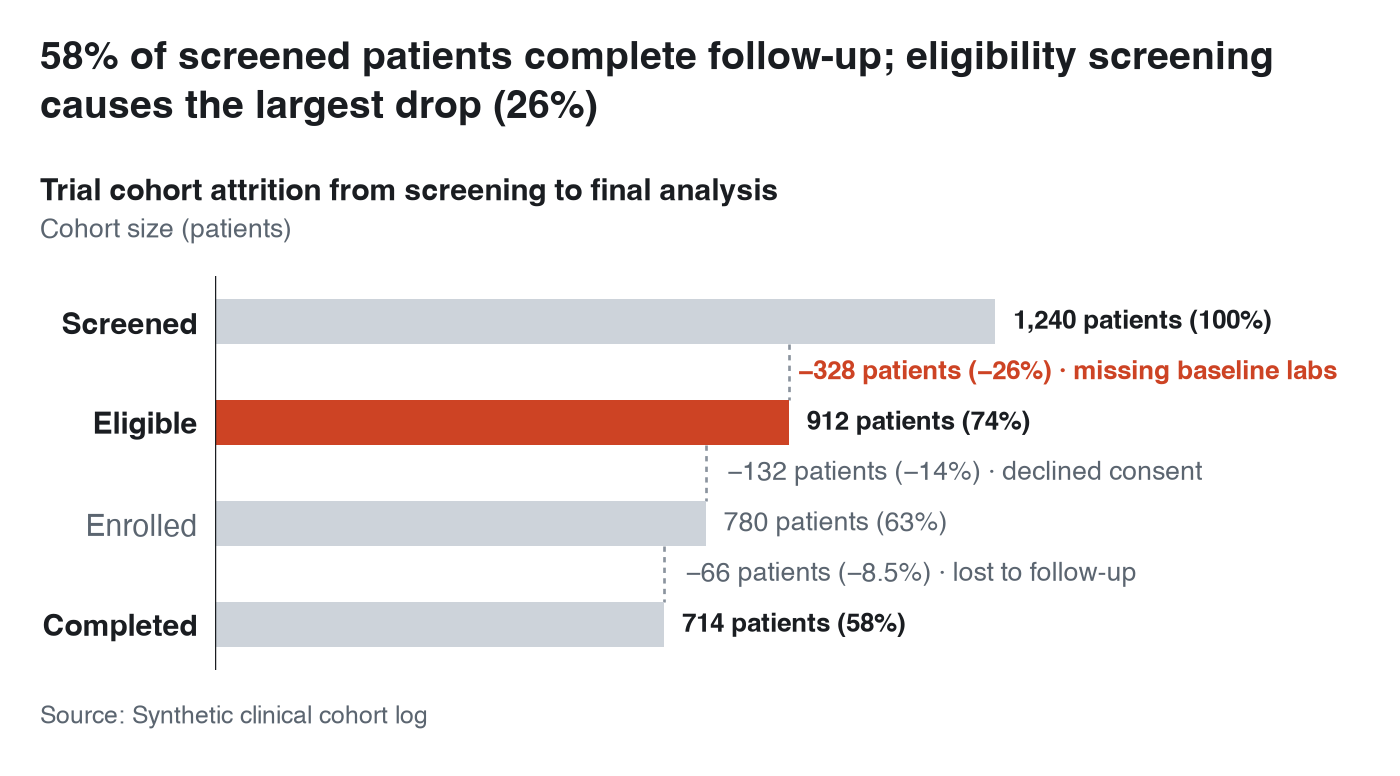 58% of screened patients complete follow-up; eligibility screening
causes the largest drop (26%)
Trial cohort attrition from screening to final analysis
Cohort size (patients)
Screened
1,240 patients (100%)
–328 patients (–26%) · missing baseline labs
Eligible
912 patients (74%)
–132 patients (–14%) · declined consent
Enrolled
780 patients (63%)
–66 patients (–8.5%) · lost to follow-up
Completed
714 patients (58%)
Source: Synthetic clinical cohort log